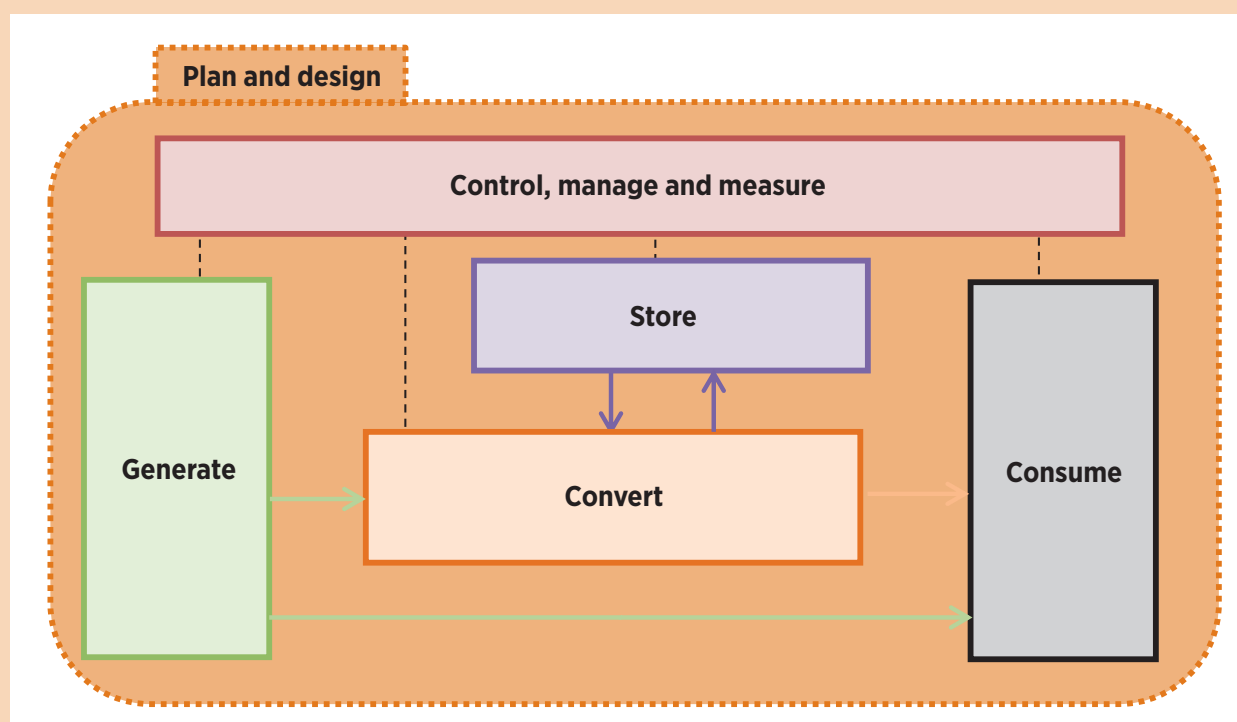 Plan and design
Control, manage and measure
Store
Generate
Convert
Consume